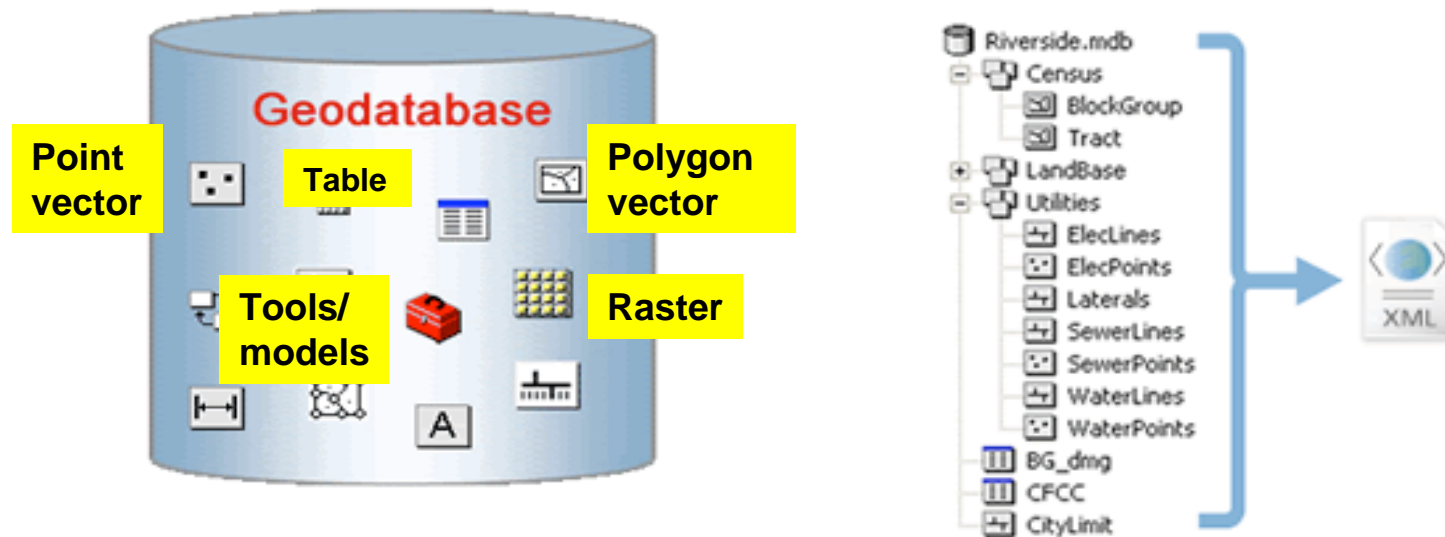 Geodatabase
Point
vector
Table
Polygon
vector
Tools/
models
Raster
A
Riverside.mdb
Census
BlockGroup
Tract
LandBase
Utilities
ElecLines
ElecPoints
Laterals
SewerLines
SewerPoints
WaterLines
WaterPoints
BG_dmg
CFCC
CityLimit
XML